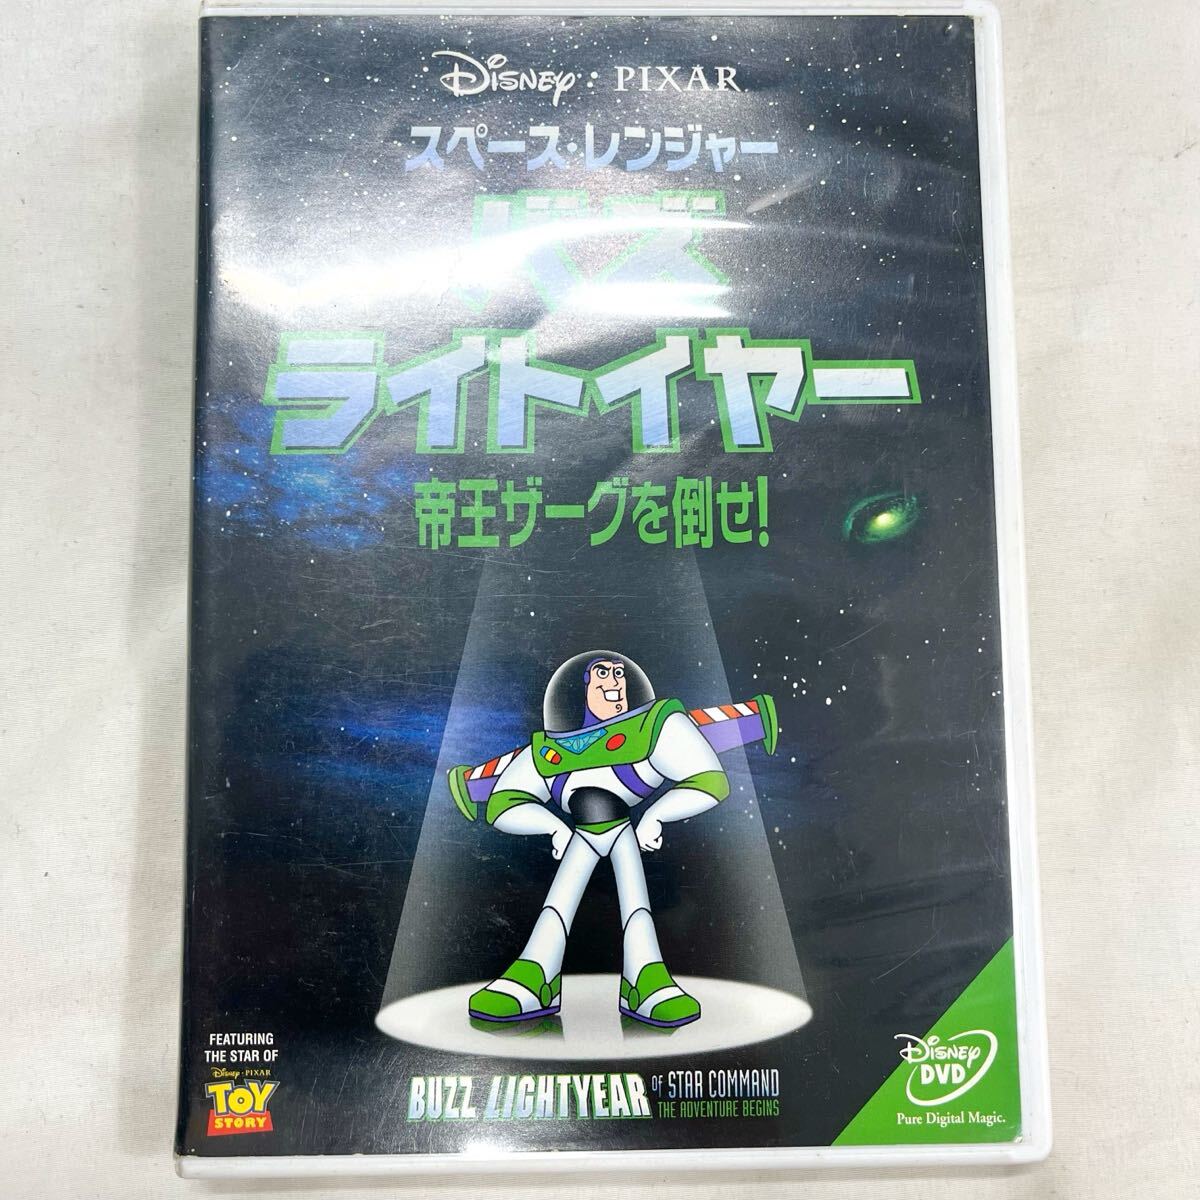 Disney·PIXAR
スペース・レンジャー
バズ
ライトイヤー
帝王ザーグを倒せ!
FEATURING
THE STAR OF
Disney·PIXAR
TOY
STORY
BUZZ LIGHTYEAR OF STAR COMMAND
THE ADVENTURE BEGINS
Disney
DVD
Pure Digital Magic.